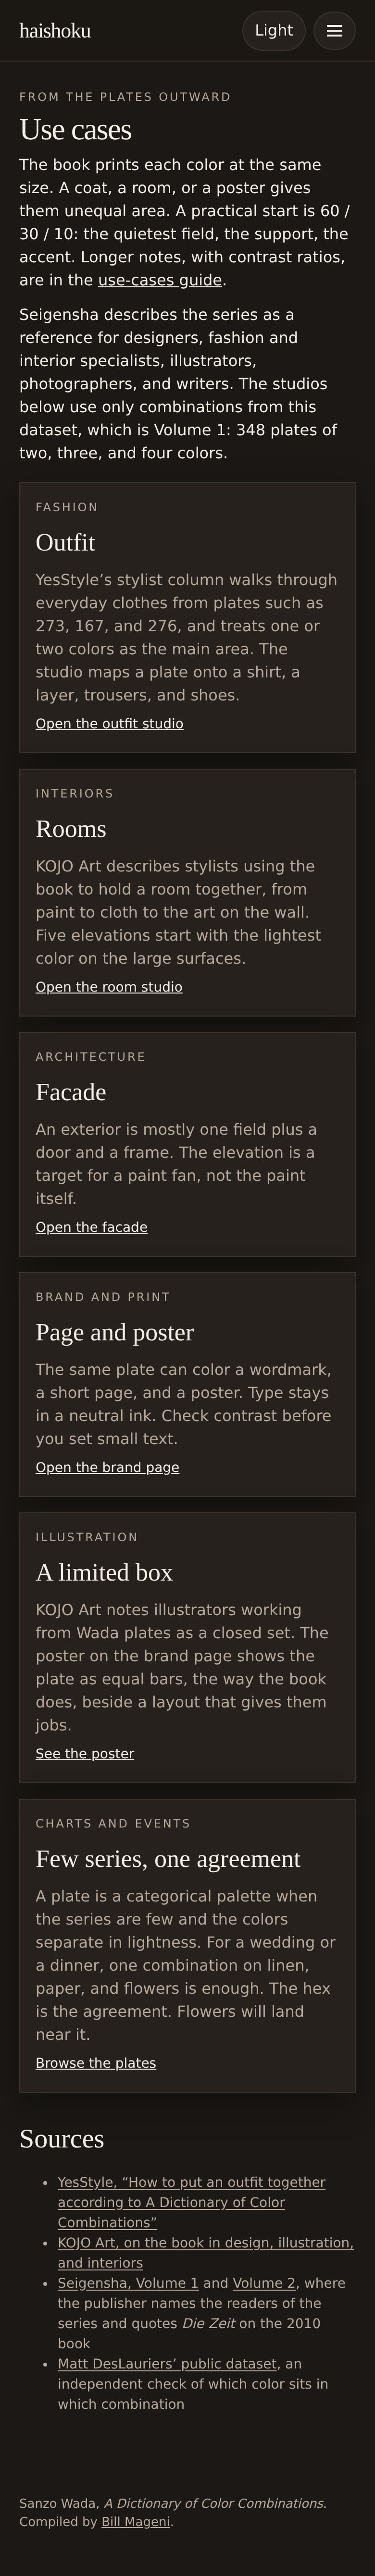 haishoku
Light
FROM THE PLATES OUTWARD
Use cases
The book prints each color at the same
size. A coat, a room, or a poster gives
them unequal area. A practical start is 60 /
30 / 10: the quietest field, the support, the
accent. Longer notes, with contrast ratios,
are in the use-cases guide.
Seigensha describes the series as a
reference for designers, fashion and
interior specialists, illustrators,
photographers, and writers. The studios
below use only combinations from this
dataset, which is Volume 1: 348 plates of
two, three, and four colors.
FASHION
Outfit
YesStyle’s stylist column walks through
everyday clothes from plates such as
273, 167, and 276, and treats one or
two colors as the main area. The
studio maps a plate onto a shirt, a
layer, trousers, and shoes.
Open the outfit studio
INTERIORS
Rooms
KOJO Art describes stylists using the
book to hold a room together, from
paint to cloth to the art on the wall.
Five elevations start with the lightest
color on the large surfaces.
Open the room studio
ARCHITECTURE
Facade
An exterior is mostly one field plus a
door and a frame. The elevation is a
target for a paint fan, not the paint
itself.
Open the facade
BRAND AND PRINT
Page and poster
The same plate can color a wordmark,
a short page, and a poster. Type stays
in a neutral ink. Check contrast before
you set small text.
Open the brand page
ILLUSTRATION
A limited box
KOJO Art notes illustrators working
from Wada plates as a closed set. The
poster on the brand page shows the
plate as equal bars, the way the book
does, beside a layout that gives them
jobs.
See the poster
CHARTS AND EVENTS
Few series, one agreement
A plate is a categorical palette when
the series are few and the colors
separate in lightness. For a wedding or
a dinner, one combination on linen,
paper, and flowers is enough. The hex
is the agreement. Flowers will land
near it.
Browse the plates
Sources
• YesStyle, “How to put an outfit together
according to A Dictionary of Color
Combinations”
• KOJO Art, on the book in design, illustration,
and interiors
• Seigensha, Volume 1 and Volume 2, where
the publisher names the readers of the
series and quotes Die Zeit on the 2010
book
• Matt DesLauriers’ public dataset, an
independent check of which color sits in
which combination
Sanzo Wada, A Dictionary of Color Combinations.
Compiled by Bill Mageni.